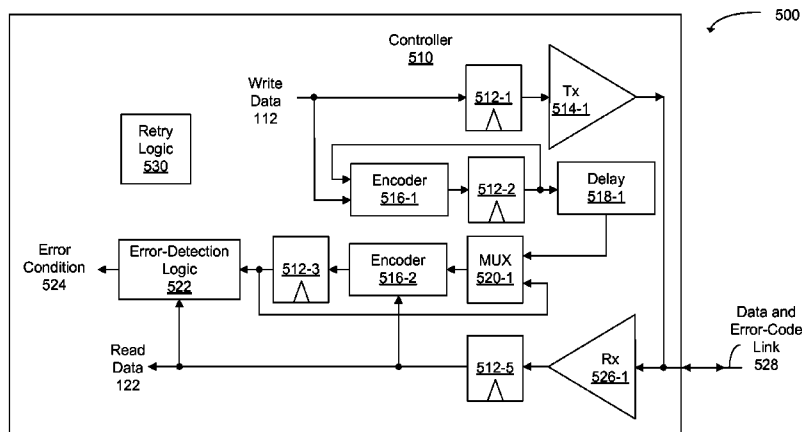 500
Controller
510
Write
Data
112
512-1
Tx
514-1
Retry
Logic
530
Encoder
516-1
512-2
Delay
518-1
Error
Condition
524
Error-Detection
Logic
522
512-3
Encoder
516-2
MUX
520-1
Data and
Error-Code
Link
528
Read
Data
122
512-5
Rx
526-1